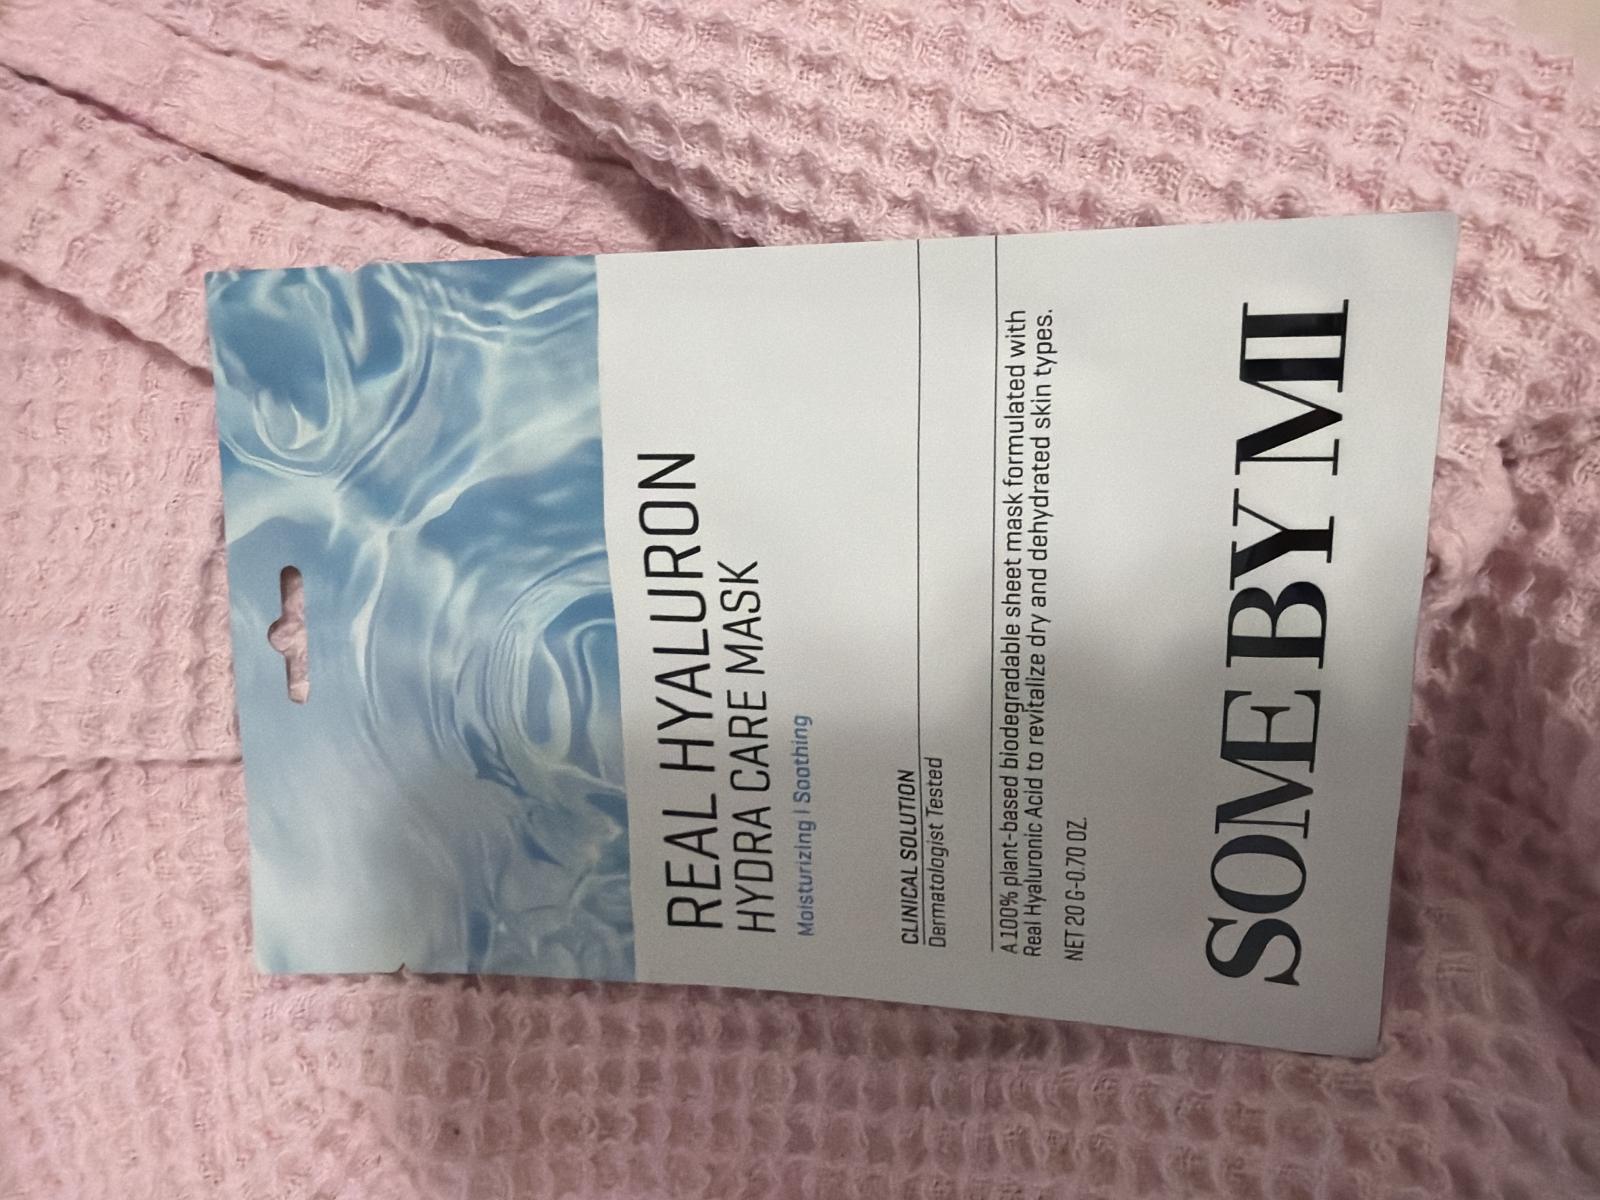 REAL HYALURON
HYDRA CARE MASK
Moisturizing | Soothing
CLINICAL SOLUTION
Dermatologist Tested
A 100% plant-based biodegradable sheet mask formulated with
Real Hyaluronic Acid to revitalize dry and dehydrated skin types.
NET 20 G-0.70 OZ.
SOME BY MI